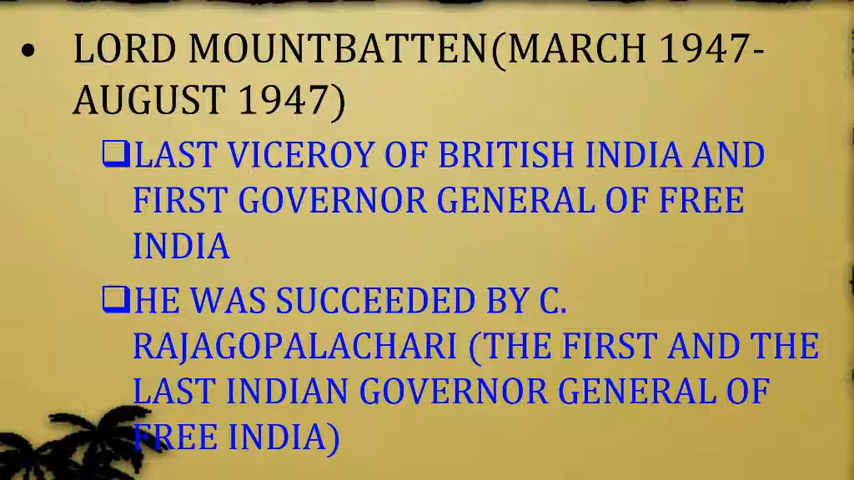 • LORD MOUNTBATTEN(MARCH 1947-
AUGUST 1947)
❑LAST VICEROY OF BRITISH INDIA AND
FIRST GOVERNOR GENERAL OF FREE
INDIA
❑HE WAS SUCCEEDED BY C.
RAJAGOPALACHARI (THE FIRST AND THE
LAST INDIAN GOVERNOR GENERAL OF
FREE INDIA)